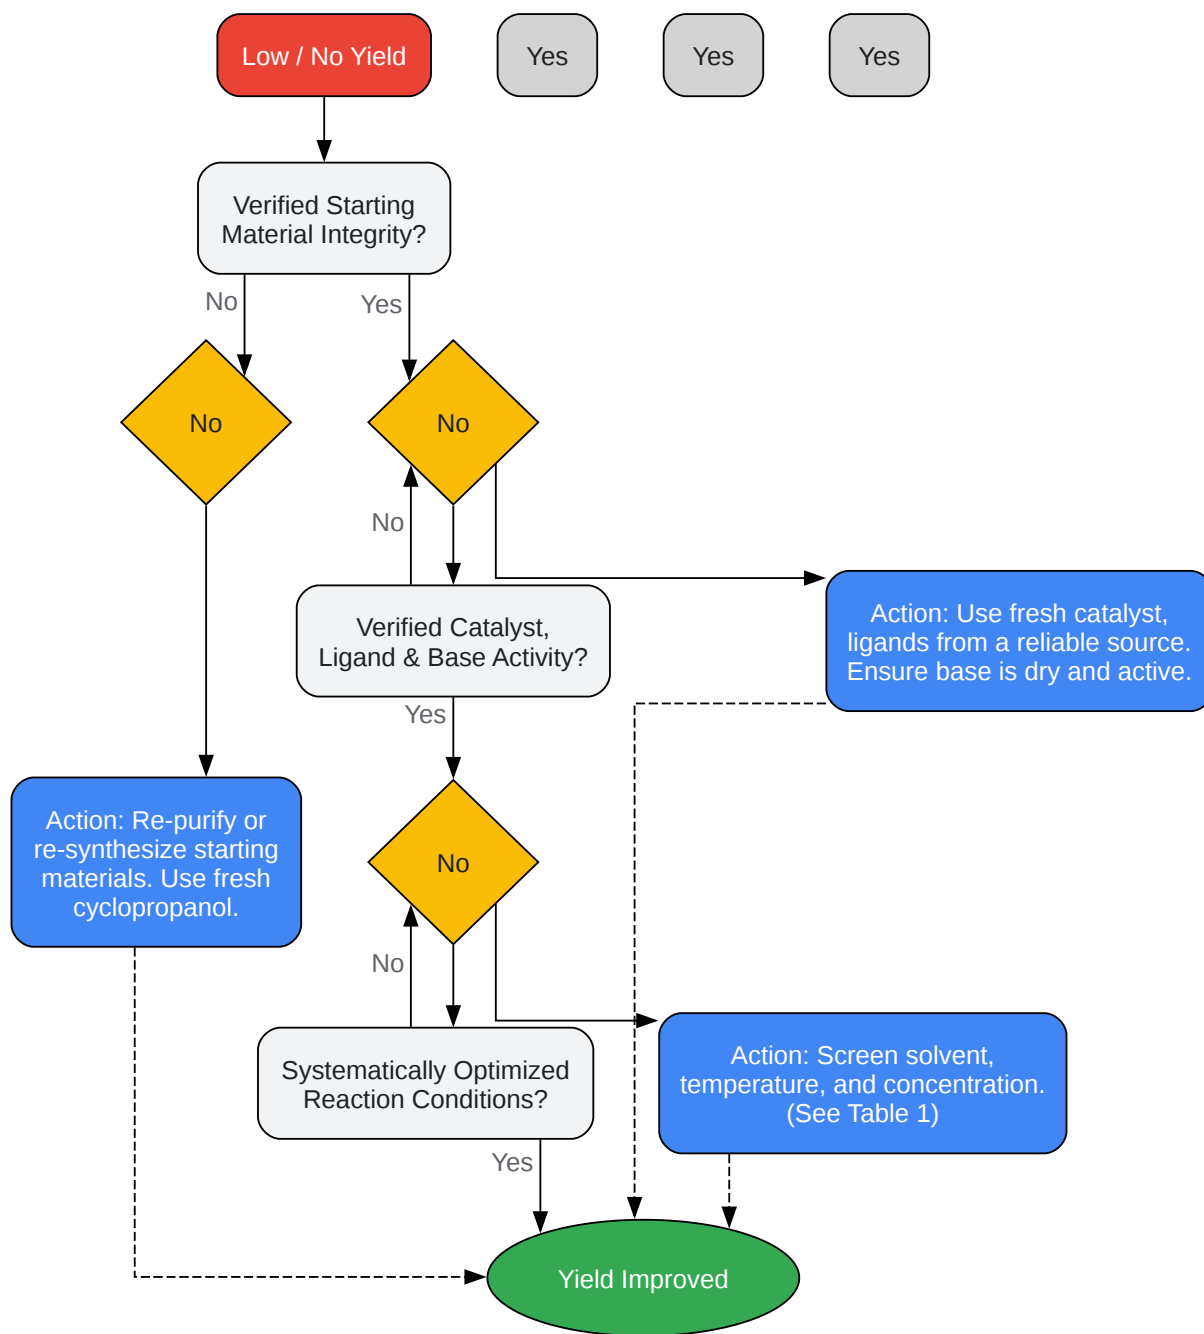 Low / No Yield
Yes
Yes
Yes
Verified Starting
Material Integrity?
No
Yes
No
No
No
Verified Catalyst,
Ligand & Base Activity?
Action: Use fresh catalyst,
ligands from a reliable source.
Ensure base is dry and active.
Yes
Action: Re-purify or
re-synthesize starting
materials. Use fresh
cyclopropanol.
No
No
Systematically Optimized
Reaction Conditions?
Action: Screen solvent,
temperature, and concentration.
(See Table 1)
Yes
Yield Improved